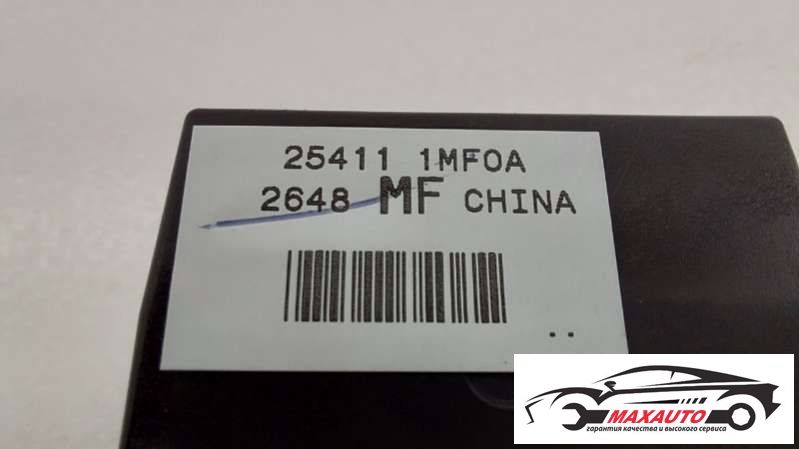 25411 1MF0A
2648 MF CHINA
..
MAXAUTO
гарантия качества и высокого сервиса